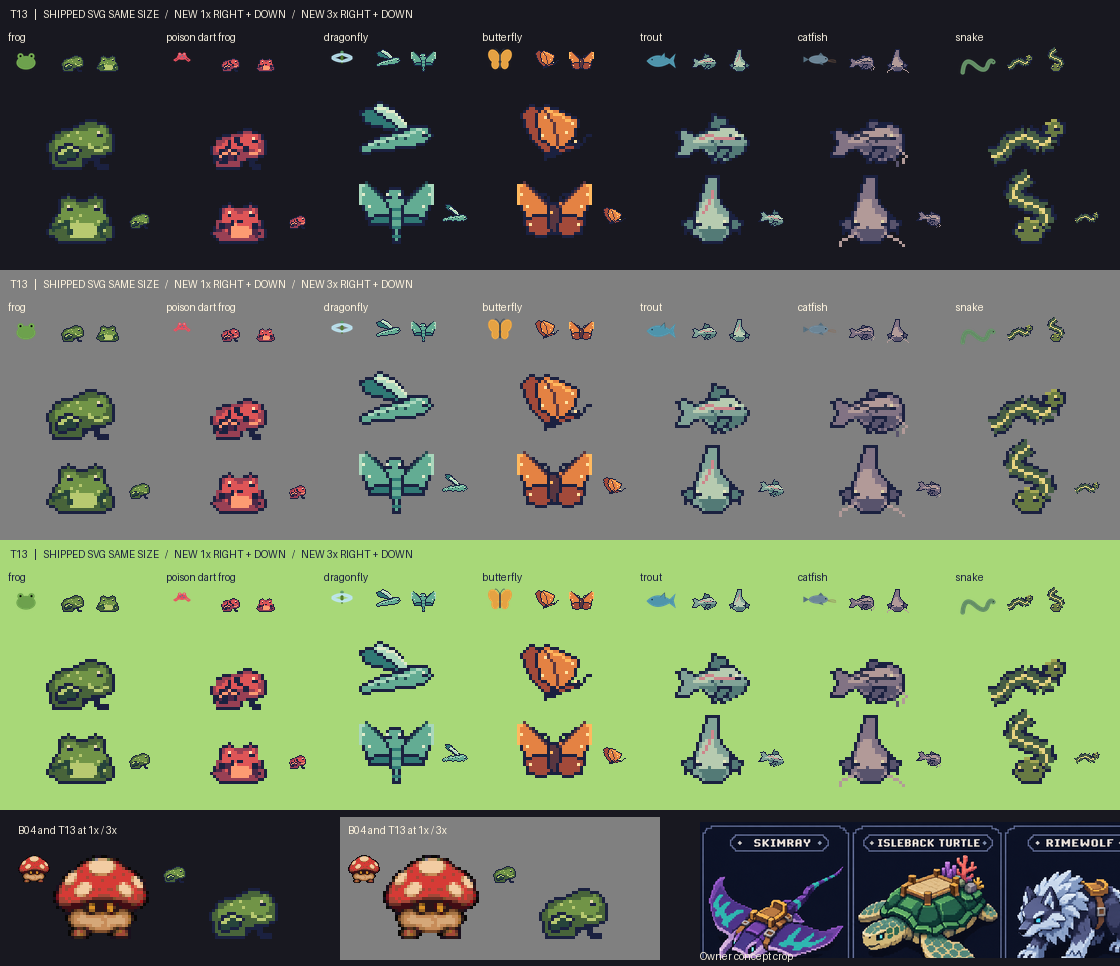 T13 | SHIPPED SVG SAME SIZE / NEW 1x RIGHT + DOWN / NEW 3x RIGHT + DOWN
frog poison dart frog dragonfly butterfly trout catfish snake
T13 | SHIPPED SVG SAME SIZE / NEW 1x RIGHT + DOWN / NEW 3x RIGHT + DOWN
frog poison dart frog dragonfly butterfly trout catfish snake
T13 | SHIPPED SVG SAME SIZE / NEW 1x RIGHT + DOWN / NEW 3x RIGHT + DOWN
frog poison dart frog dragonfly butterfly trout catfish snake
B04 and T13 at 1x / 3x
B04 and T13 at 1x / 3x
SKIMRAY
ISLEBACK TURTLE
RIMEWOLF
Owner concept crop